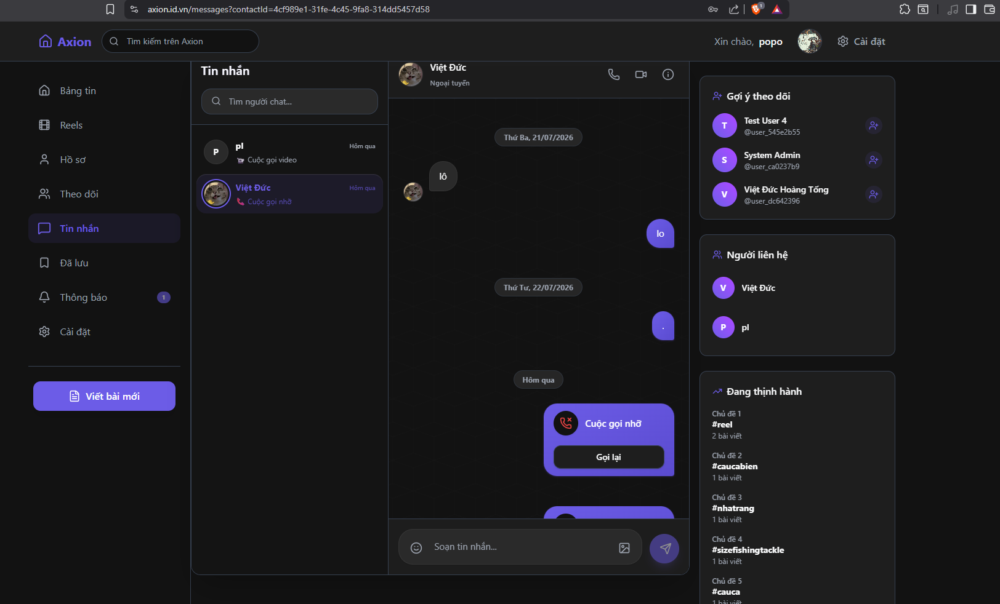 axion.id.vn/messages?contactId=4cf989e1-31fe-4c45-9fa8-314dd5457d58
1
Axion
Tìm kiếm trên Axion
Xin chào, popo
Cài đặt
Bảng tin
Reels
Hồ sơ
Theo dõi
Tin nhắn
Đã lưu
Thông báo
1
Cài đặt
Viết bài mới
Tin nhắn
Tìm người chat...
P
pl
Hôm qua
Cuộc gọi video
Việt Đức
Hôm qua
Cuộc gọi nhỡ
Việt Đức
Ngoại tuyến
Thứ Ba, 21/07/2026
lô
lo
Thứ Tư, 22/07/2026
.
Hôm qua
Cuộc gọi nhỡ
Gọi lại
Soạn tin nhắn...
Gợi ý theo dõi
T
Test User 4
@user_545e2b55
S
System Admin
@user_ca0237b9
V
Việt Đức Hoàng Tống
@user_dc642396
Người liên hệ
V
Việt Đức
P
pl
Đang thịnh hành
Chủ đề 1
#reel
2 bài viết
Chủ đề 2
#caucabien
1 bài viết
Chủ đề 3
#nhatrang
1 bài viết
Chủ đề 4
#sizefishingtackle
1 bài viết
Chủ đề 5
#cauca
1 bài viết